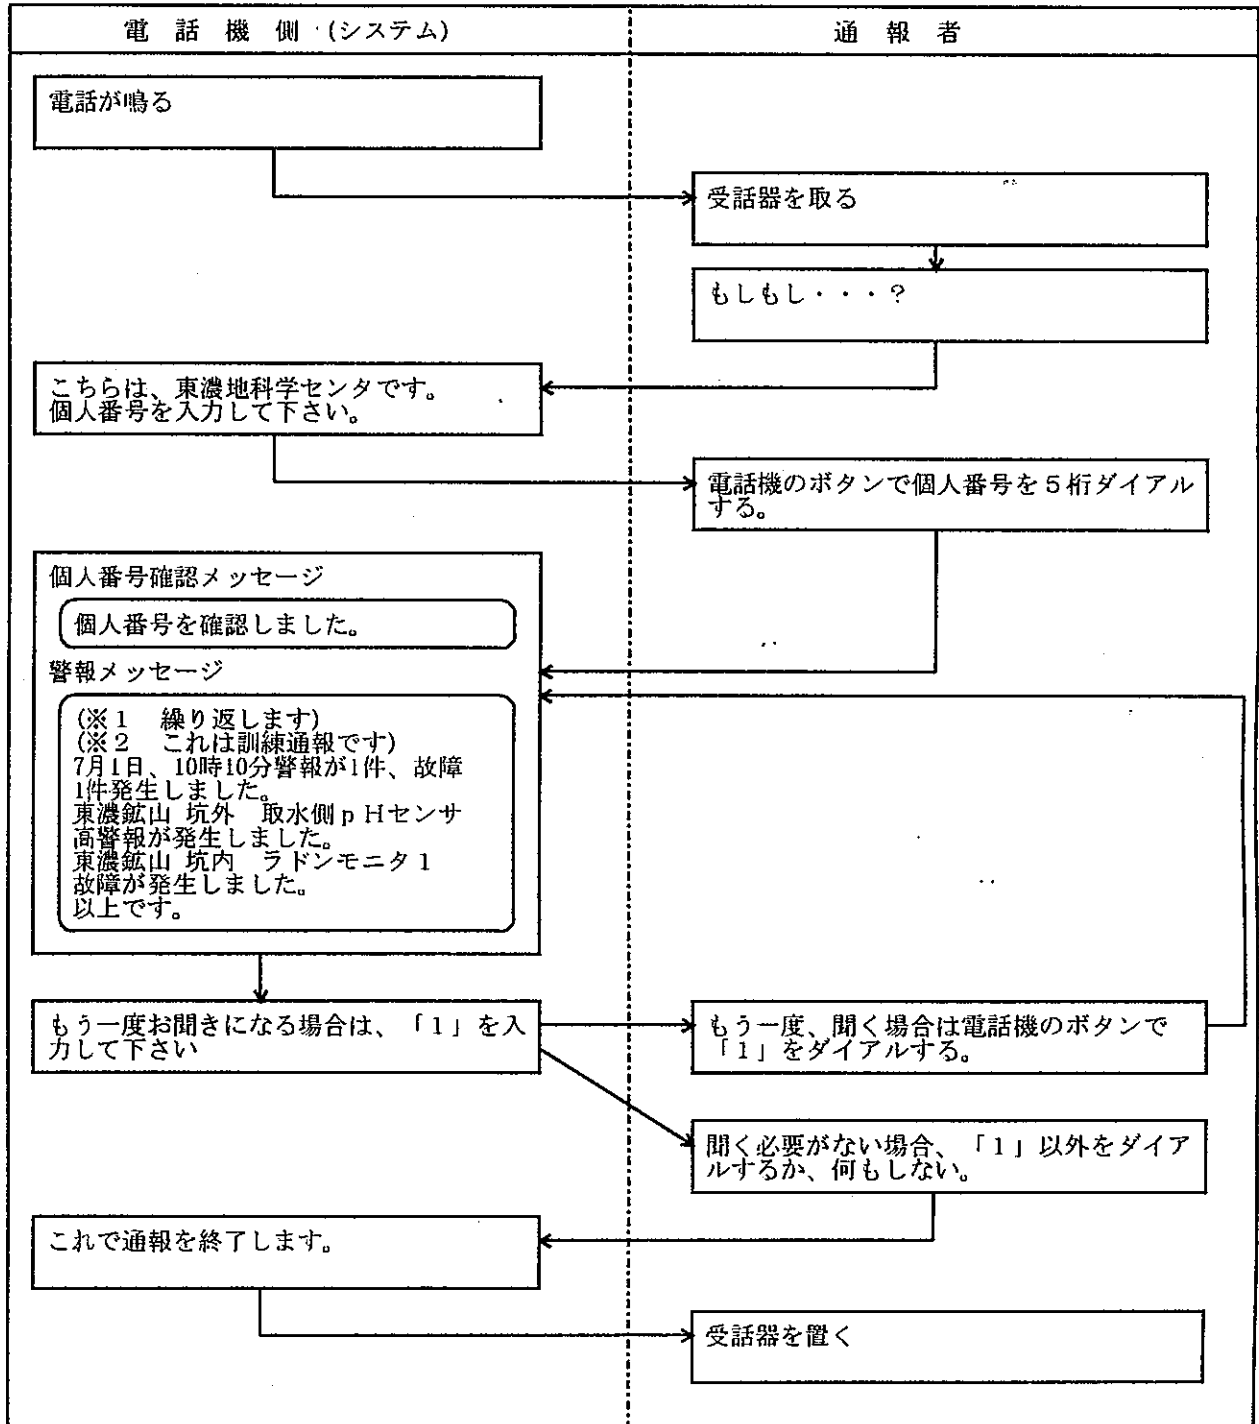 電話機側(システム)
通報者
電話が鳴る
受話器を取る
もしもし・・・?
こちらは、東濃地科学センタです。
個人番号を入力して下さい。
電話機のボタンで個人番号を5桁ダイアル
する。
個人番号確認メッセージ
個人番号を確認しました。
警報メッセージ
(※1 繰り返します)
(※2 これは訓練通報です)
7月1日、10時10分警報が1件、故障
1件発生しました。
東濃鉱山 坑外 取水側pHセンサ
高警報が発生しました。
東濃鉱山 坑内 ラドンモニタ1
故障が発生しました。
以上です。
もう一度お聞きになる場合は、「1」を入
力して下さい
もう一度、聞く場合は電話機のボタンで
「1」をダイアルする。
聞く必要がない場合、「1」以外をダイア
ルするか、何もしない。
これで通報を終了します。
受話器を置く